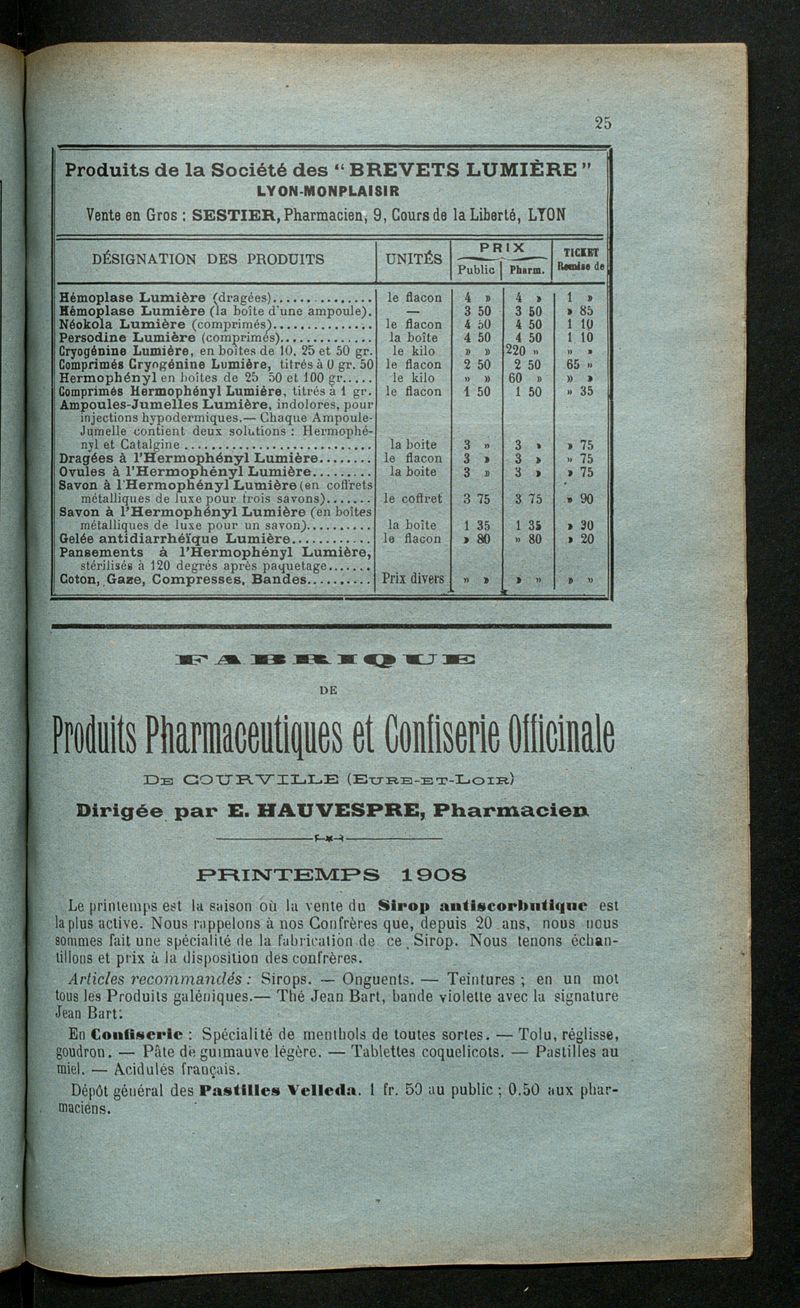 25
Produits de la Société des “ BREVETS LUMIÈRE ”
LYON-MONPLAISIR
Vente en Gros : SESTIER, Pharmacien, 9, Cours de la Liberté, LYON
DÉSIGNATION DES PRODUITS UNITÉS PRIX TICKET
Public Pharm. Remise de
Hémoplase Lumière (dragées)............... le flacon 4 » 4 » 1 »
Hémoplase Lumière (la boîte d'une ampoule). — 3 50 3 50 » 85
Néokola Lumière (comprimés)............... le flacon 4 50 4 50 1 10
Persodine Lumière (comprimés).............. la boîte 4 50 4 50 1 10
Cryogénine Lumière, en boîtes de 10, 25 et 50 gr. le kilo » » 220 » » »
Comprimés Cryogénine Lumière, titrés à 0 gr. 50 le flacon 2 50 2 50 65 »
Hermophényl en boîtes de 25 50 et 100 gr..... le kilo » » 60 » » »
Comprimés Hermophényl Lumière, titrés à 1 gr. le flacon 1 50 1 50 » 35
Ampoules-Jumelles Lumière, indolores, pour
injections hypodermiques.— Chaque Ampoule-
Jumelle contient deux solutions : Hermophé-
nyl et Catalgine ............................ la boite 3 » 3 » » 75
Dragées à l'Hermophényl Lumière........ le flacon 3 » 3 » » 75
Ovules à l'Hermophényl Lumière......... la boite 3 » 3 » » 75
Savon à l'Hermophényl Lumière (en coffrets
métalliques de luxe pour trois savons)....... le coffret 3 75 3 75 » 90
Savon à l'Hermophényl Lumière (en boîtes
métalliques de luxe pour un savon).......... la boîte 1 35 1 35 » 30
Gelée antidiarrhéïque Lumière............ le flacon » 80 » 80 » 20
Pansements à l'Hermophényl Lumière,
stérilisés à 120 degrés après paquetage.......
Coton, Gaze, Compresses, Bandes.......... Prix divers » » » » » »
FABRIQUE
DE
Produits Pharmaceutiques et Confiserie Officinale
DE COURVILLE (EURE-ET-LOIR)
Dirigée par E. HAUVESPRE, Pharmacien
PRINTEMPS 1908
Le printemps est la saison où la vente du Sirop antiscorbutique est
la plus active. Nous rappelons à nos Confrères que, depuis 20 ans, nous nous
sommes fait une spécialité de la fabrication de ce Sirop. Nous tenons échan-
tillons et prix à la disposition des confrères.
Articles recommandés : Sirops. — Onguents. — Teintures ; en un mot
tous les Produits galéniques.— Thé Jean Bart, bande violette avec la signature
Jean Bart.
En Confiserie : Spécialité de menthols de toutes sortes. — Tolu, réglisse,
goudron. — Pâte de guimauve légère. — Tablettes coquelicots. — Pastilles au
miel. — Acidulés français.
Dépôt général des Pastilles Velleda. 1 fr. 50 au public ; 0.50 aux phar-
maciens.